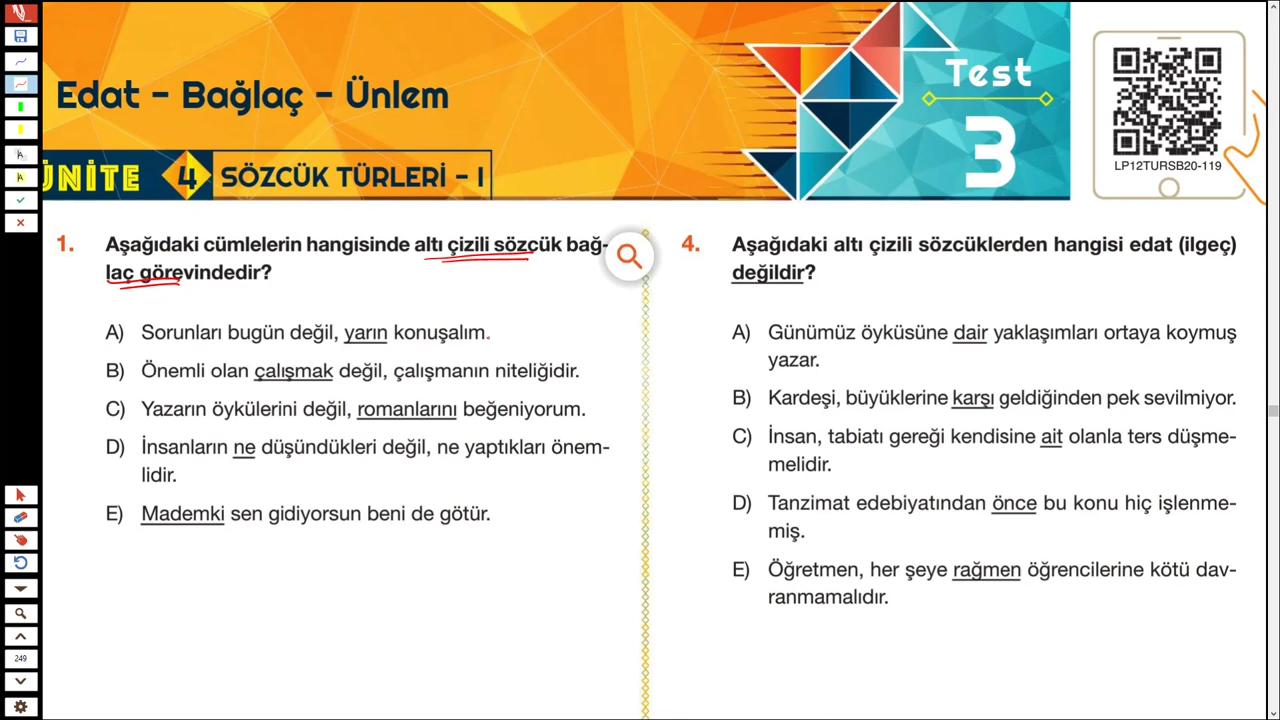 Edat - Bağlaç - Ünlem
Test
3
ÜNİTE 4 SÖZCÜK TÜRLERİ - I
LP12TURSB20-119
1. Aşağıdaki cümlelerin hangisinde altı çizili sözcük bağ-
laç görevindedir?
A) Sorunları bugün değil, yarın konuşalım.
B) Önemli olan çalışmak değil, çalışmanın niteliğidir.
C) Yazarın öykülerini değil, romanlarını beğeniyorum.
D) İnsanların ne düşündükleri değil, ne yaptıkları önem-
lidir.
E) Mademki sen gidiyorsun beni de götür.
4. Aşağıdaki altı çizili sözcüklerden hangisi edat (ilgeç)
değildir?
A) Günümüz öyküsüne dair yaklaşımları ortaya koymuş
yazar.
B) Kardeşi, büyüklerine karşı geldiğinden pek sevilmiyor.
C) İnsan, tabiatı gereği kendisine ait olanla ters düşme-
melidir.
D) Tanzimat edebiyatından önce bu konu hiç işlenme-
miş.
E) Öğretmen, her şeye rağmen öğrencilerine kötü dav-
ranmamalıdır.
A
A
249